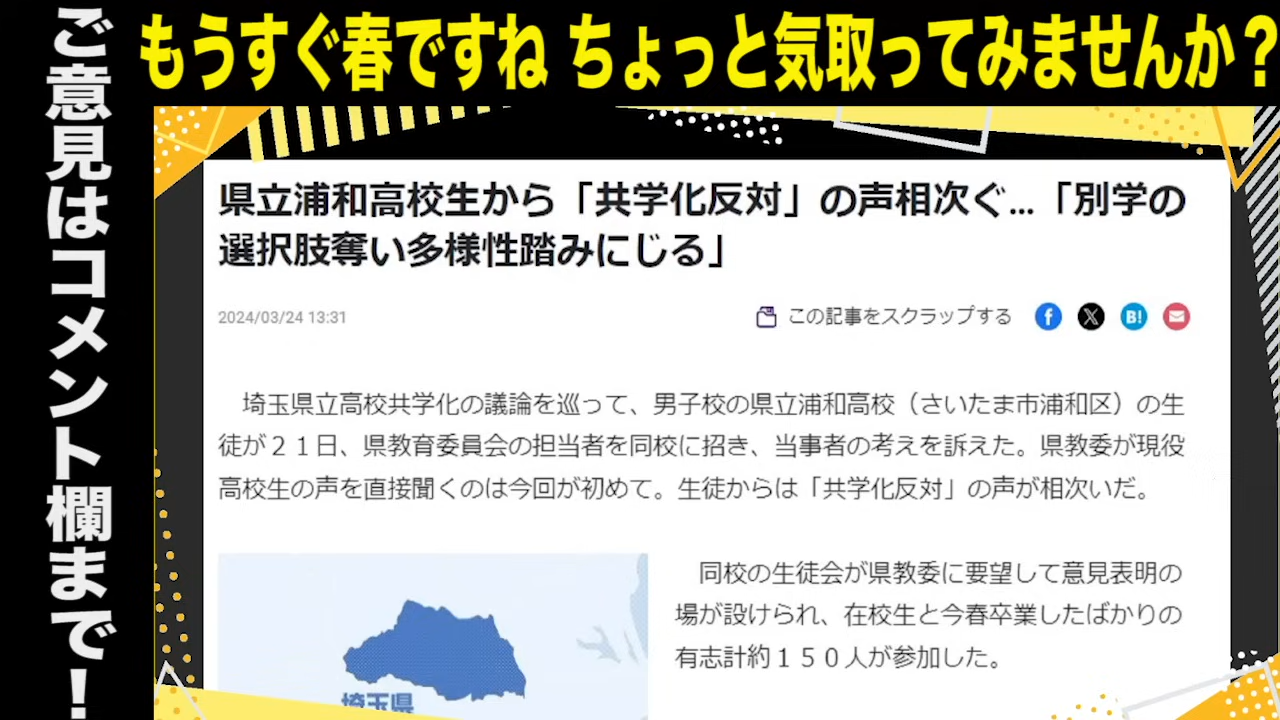 もうすぐ春ですね ちょっと気取ってみませんか？
ご意見はコメント欄まで！
県立浦和高校生から「共学化反対」の声相次ぐ…「別学の
選択肢奪い多様性踏みにじる」
2024/03/24 13:31
この記事をスクラップする
f
X
B!
埼玉県立高校共学化の議論を巡って、男子校の県立浦和高校（さいたま市浦和区）の生
徒が２１日、県教育委員会の担当者を同校に招き、当事者の考えを訴えた。県教委が現役
高校生の声を直接聞くのは今回が初めて。生徒からは「共学化反対」の声が相次いだ。
埼玉県
同校の生徒会が県教委に要望して意見表明の
場が設けられ、在校生と今春卒業したばかりの
有志計約１５０人が参加した。